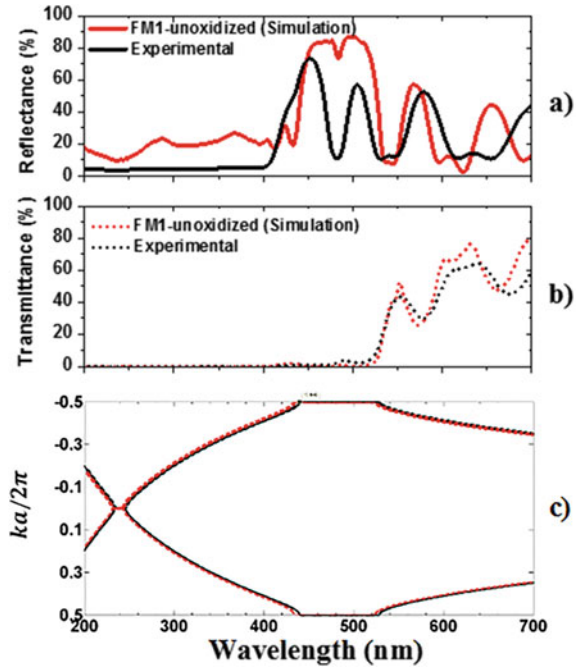 100
80
60
40
20
0
Reflectance (%)
FM1-unoxidized (Simulation)
Experimental
a)
100
80
60
40
20
0
Transmittance (%)
FM1-unoxidized (Simulation)
Experimental
b)
-0.5
-0.3
-0.1
0.1
0.3
0.5
ka/2π
c)
200 300 400 500 600 700
Wavelength (nm)